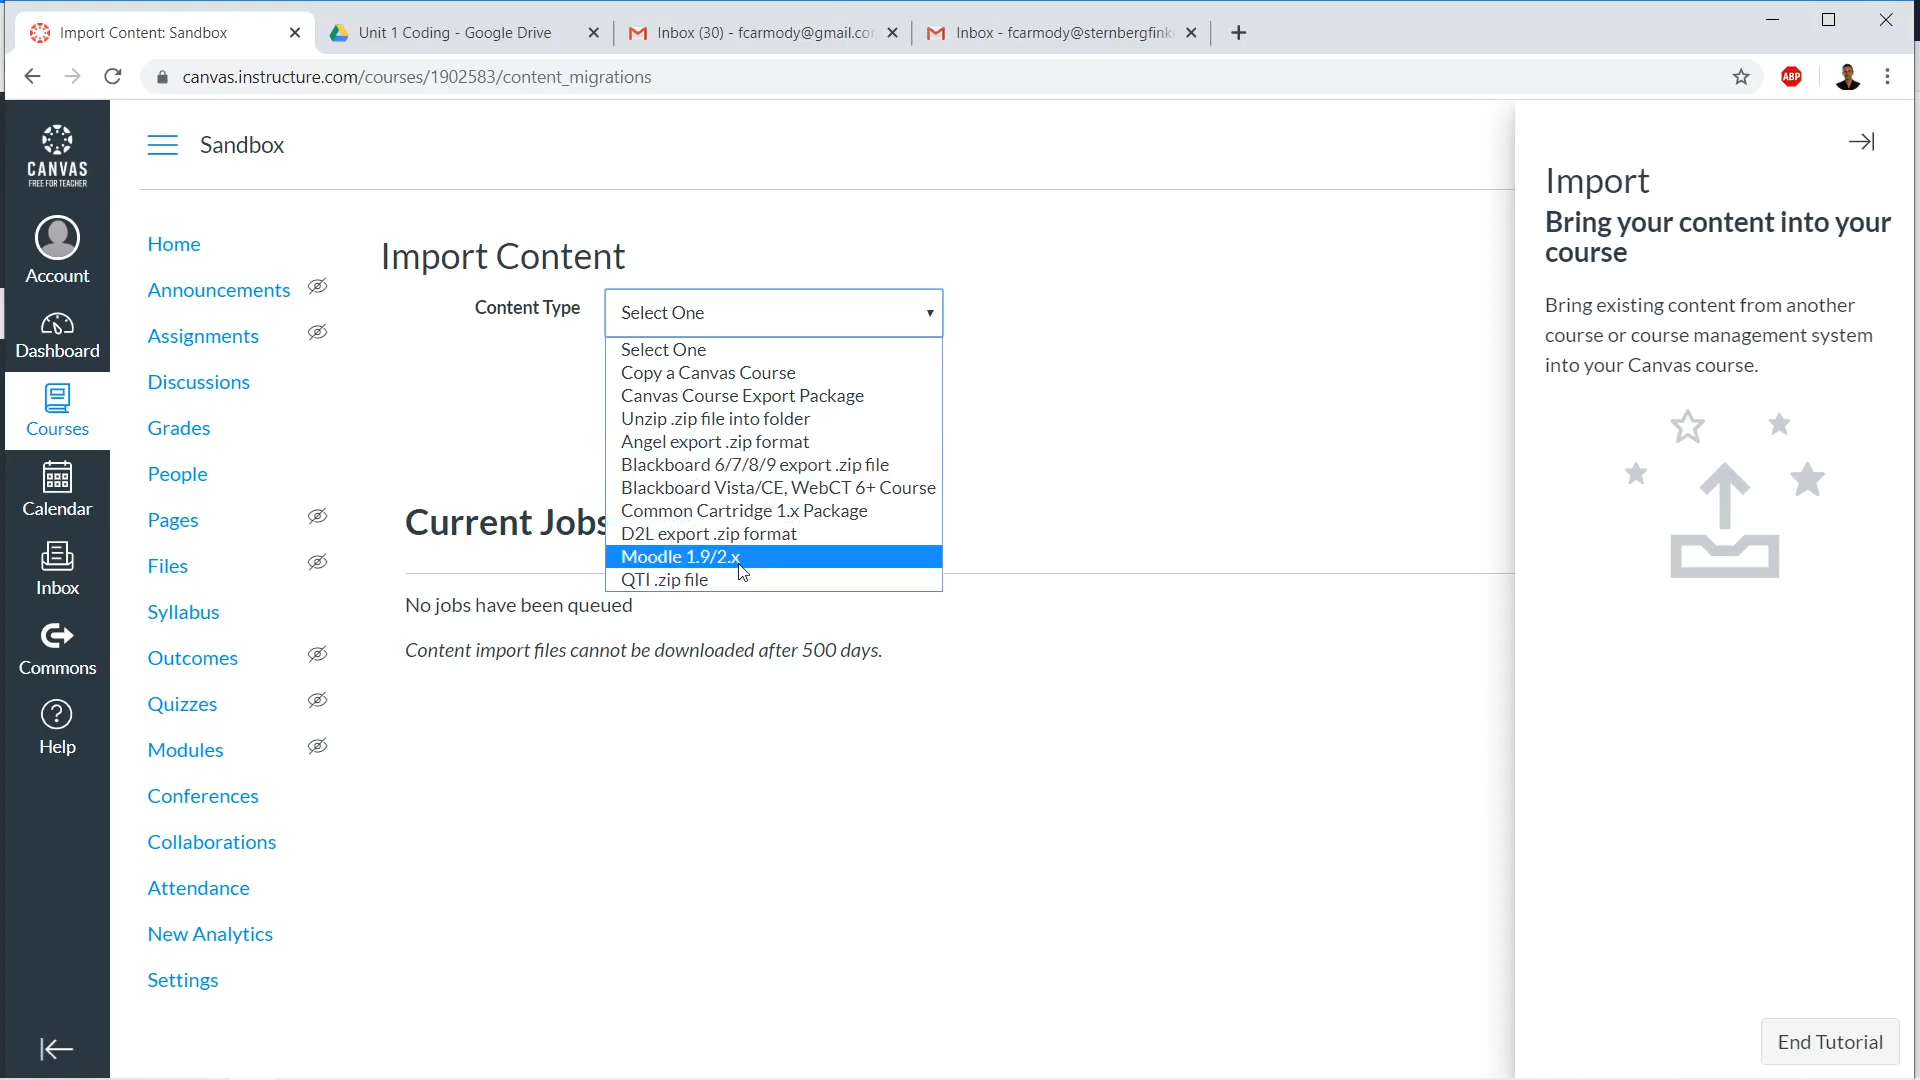 Import Content: Sandbox
Unit 1 Coding - Google Drive
Inbox (30) - fcarmody@gmail.co
Inbox - fcarmody@sternbergfink
canvas.instructure.com/courses/1902583/content_migrations
ABP
CANVAS
FREE FOR TEACHER
Account
Dashboard
Courses
Calendar
Inbox
Commons
Help
Sandbox
Home
Announcements
Assignments
Discussions
Grades
People
Pages
Files
Syllabus
Outcomes
Quizzes
Modules
Conferences
Collaborations
Attendance
New Analytics
Settings
Import Content
Content Type
Select One
Select One
Copy a Canvas Course
Canvas Course Export Package
Unzip .zip file into folder
Angel export .zip format
Blackboard 6/7/8/9 export .zip file
Blackboard Vista/CE, WebCT 6+ Course
Common Cartridge 1.x Package
D2L export .zip format
Moodle 1.9/2.x
QTI .zip file
Current Jobs
No jobs have been queued
Content import files cannot be downloaded after 500 days.
Import
Bring your content into your
course
Bring existing content from another
course or course management system
into your Canvas course.
End Tutorial